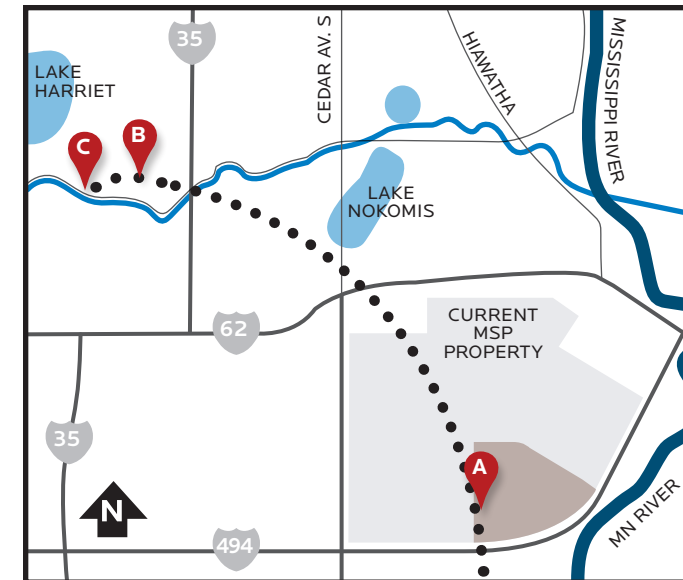 35
LAKE
HARRIET
CEDAR AV. S
HIAWATHA
MISSISSIPPI RIVER
C
B
LAKE
NOKOMIS
62
CURRENT
MSP
PROPERTY
35
A
N
494
MN RIVER